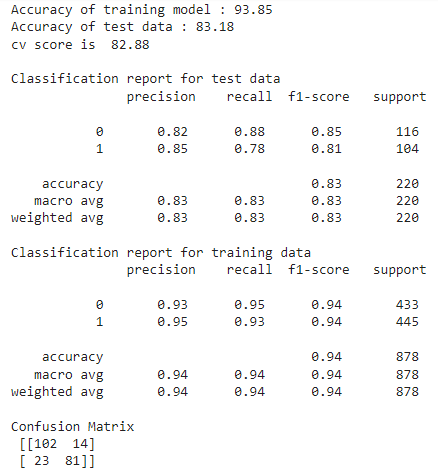 Accuracy of training model : 93.85
Accuracy of test data : 83.18
cv score is  82.88
Classification report for test data
              precision    recall  f1-score   support
           0       0.82      0.88      0.85       116
           1       0.85      0.78      0.81       104
    accuracy                           0.83       220
   macro avg       0.83      0.83      0.83       220
weighted avg       0.83      0.83      0.83       220
Classification report for training data
              precision    recall  f1-score   support
           0       0.93      0.95      0.94       433
           1       0.95      0.93      0.94       445
    accuracy                           0.94       878
   macro avg       0.94      0.94      0.94       878
weighted avg       0.94      0.94      0.94       878
Confusion Matrix
 [[102  14]
 [ 23  81]]